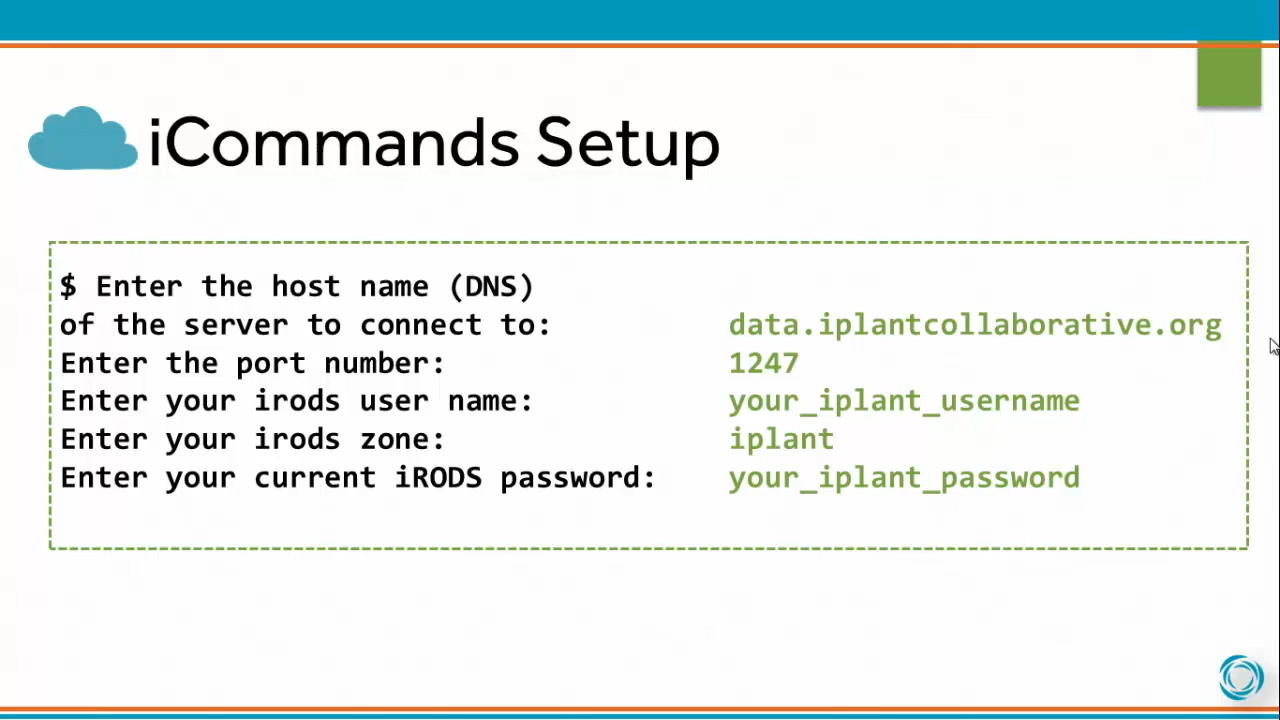 iCommands Setup
$ Enter the host name (DNS)
of the server to connect to: data.iplantcollaborative.org
Enter the port number: 1247
Enter your irods user name: your_iplant_username
Enter your irods zone: iplant
Enter your current iRODS password: your_iplant_password